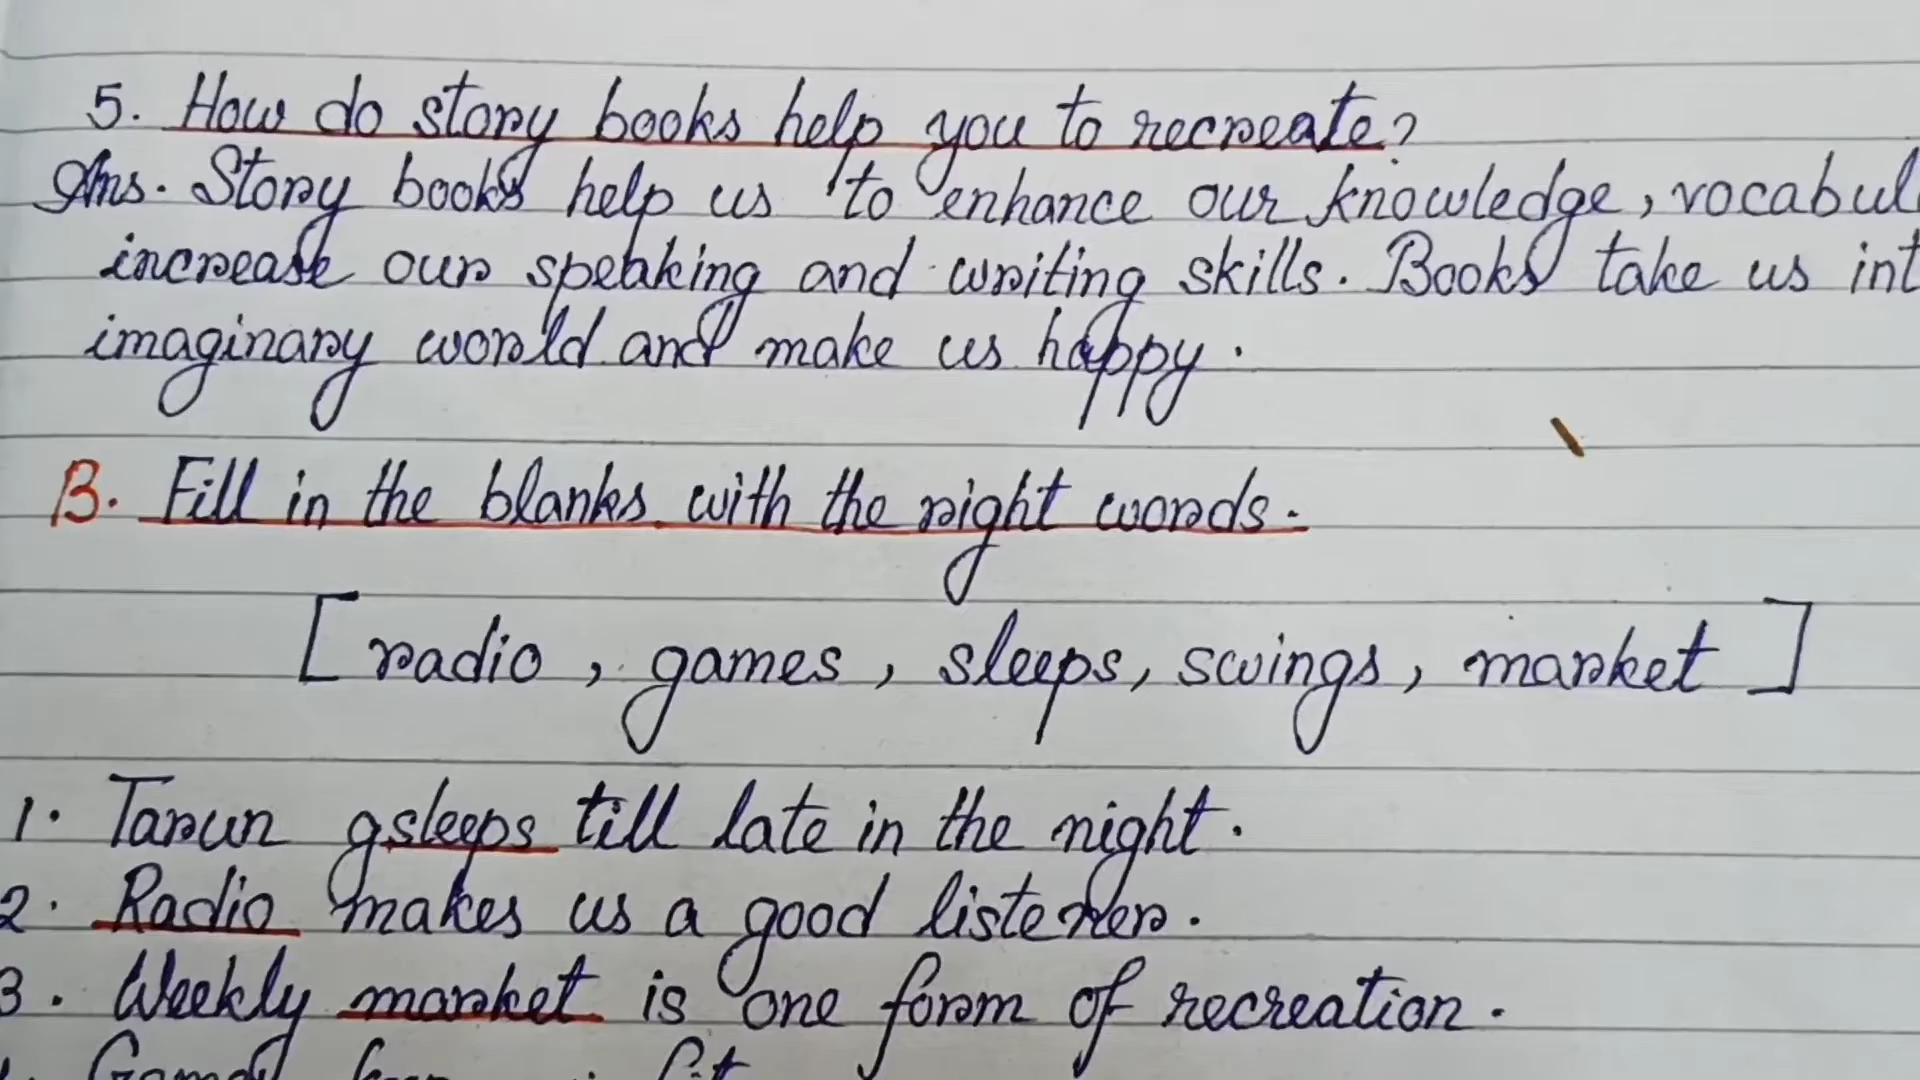 5. How do story books help you to recreate?
Ans. Story books help us to enhance our knowledge, vocabul
increase our speaking and writing skills. Books take us int
imaginary world and make us happy.
B. Fill in the blanks with the right words.
[ radio, games, sleeps, swings, market ]
1. Tarun gsleeps till late in the night.
2. Radio makes us a good listener.
3. Weekly market is one form of recreation.